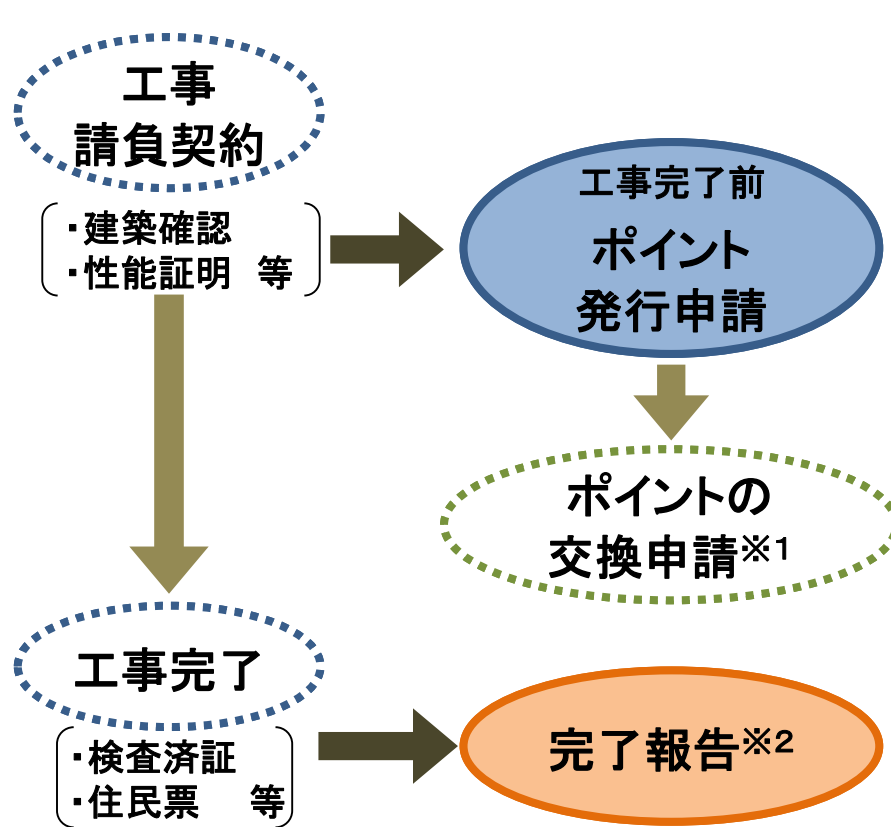 工事
請負契約
・建築確認
・性能証明　等
工事完了前
ポイント
発行申請
ポイントの
交換申請※1
工事完了
・検査済証
・住民票　等
完了報告※2